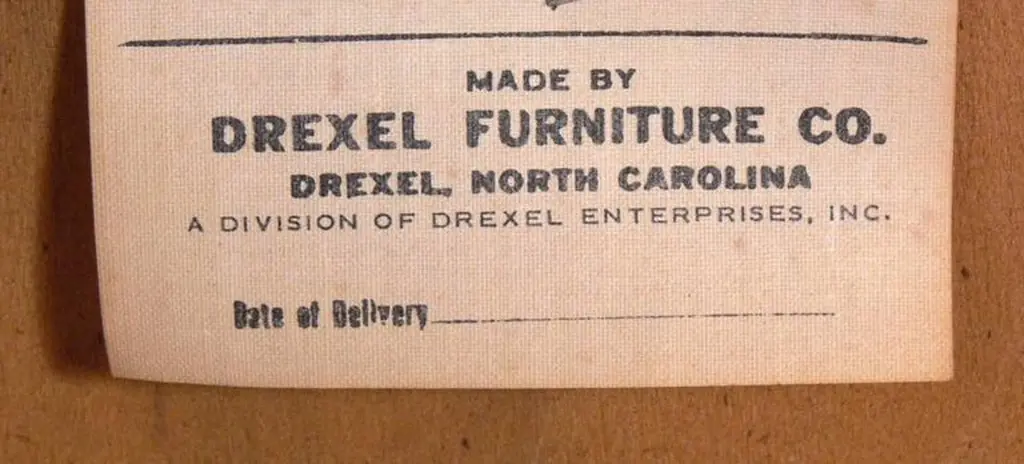 MADE BY
DREXEL FURNITURE CO.
DREXEL, NORTH CAROLINA
A DIVISION OF DREXEL ENTERPRISES, INC.
Date of Delivery